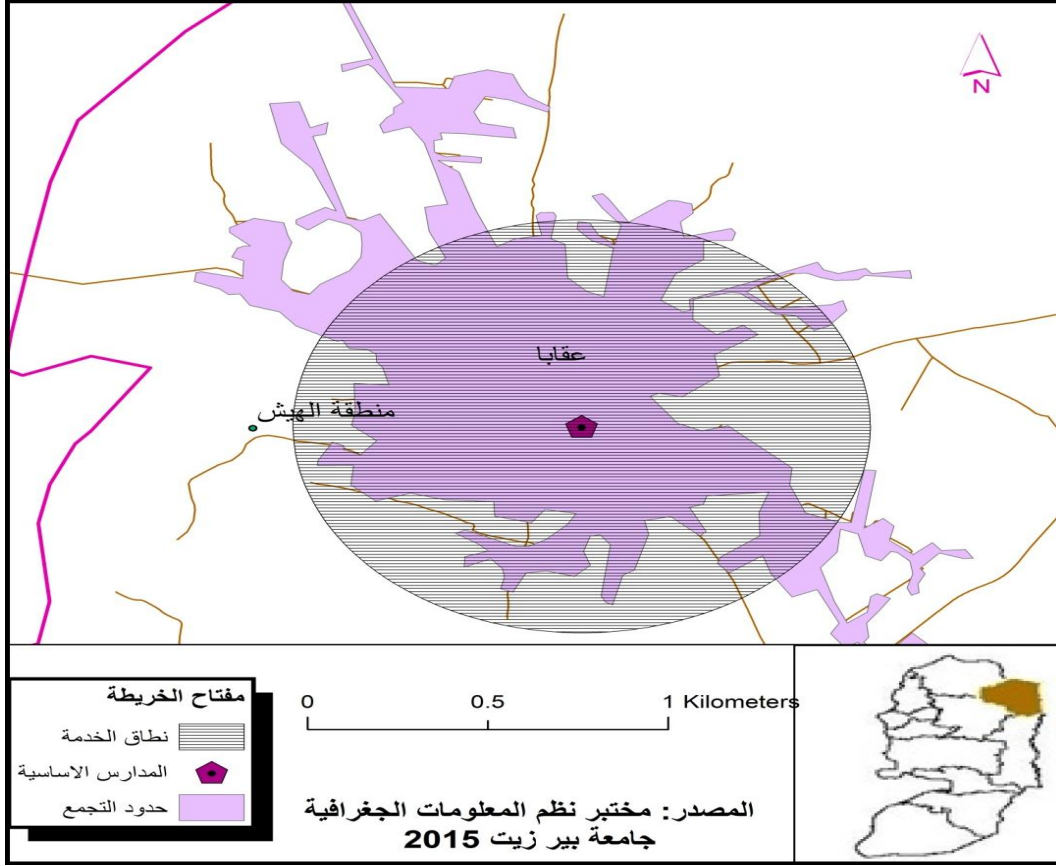 N
عقابا
منطقة الهيش
0 0.5 1 Kilometers
مفتاح الخريطة
نطاق الخدمة
المدارس الاساسية
حدود التجمع
المصدر: مختبر نظم المعلومات الجغرافية
جامعة بير زيت 2015